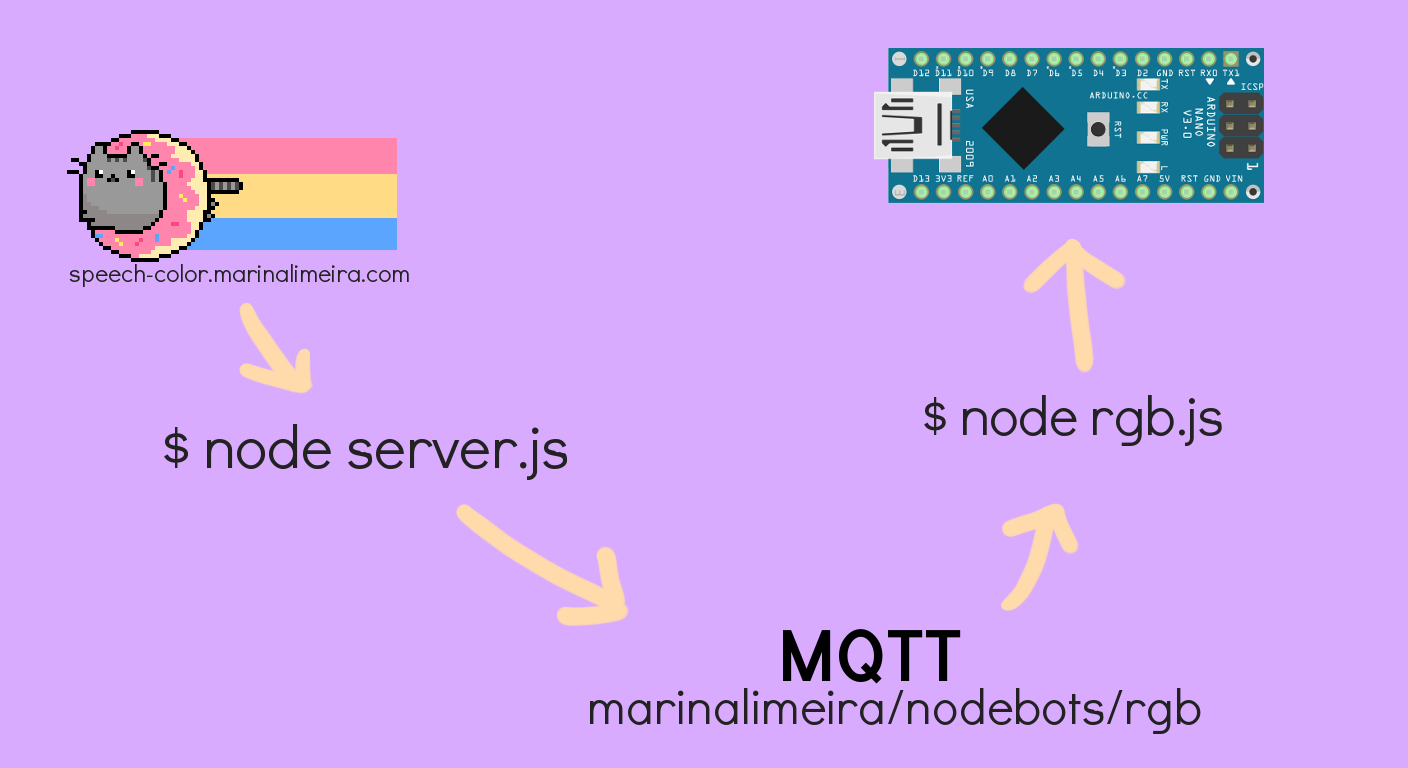 speech-color.marinalimeira.com
$ node server.js
MQTT
marinalimeira/nodebots/rgb
$ node rgb.js
D12 D11 D10 D9 D8 D7 D6 D5 D4 D3 D2 GND RST RX0 TX1
ICSP
ARDUINO.CC
USA
2009
RST
TX
RX
PWR
L
ARDUINO
NANO
V3.0
1
D13 3V3 REF A0 A1 A2 A3 A4 A5 A6 A7 5V RST GND VIN